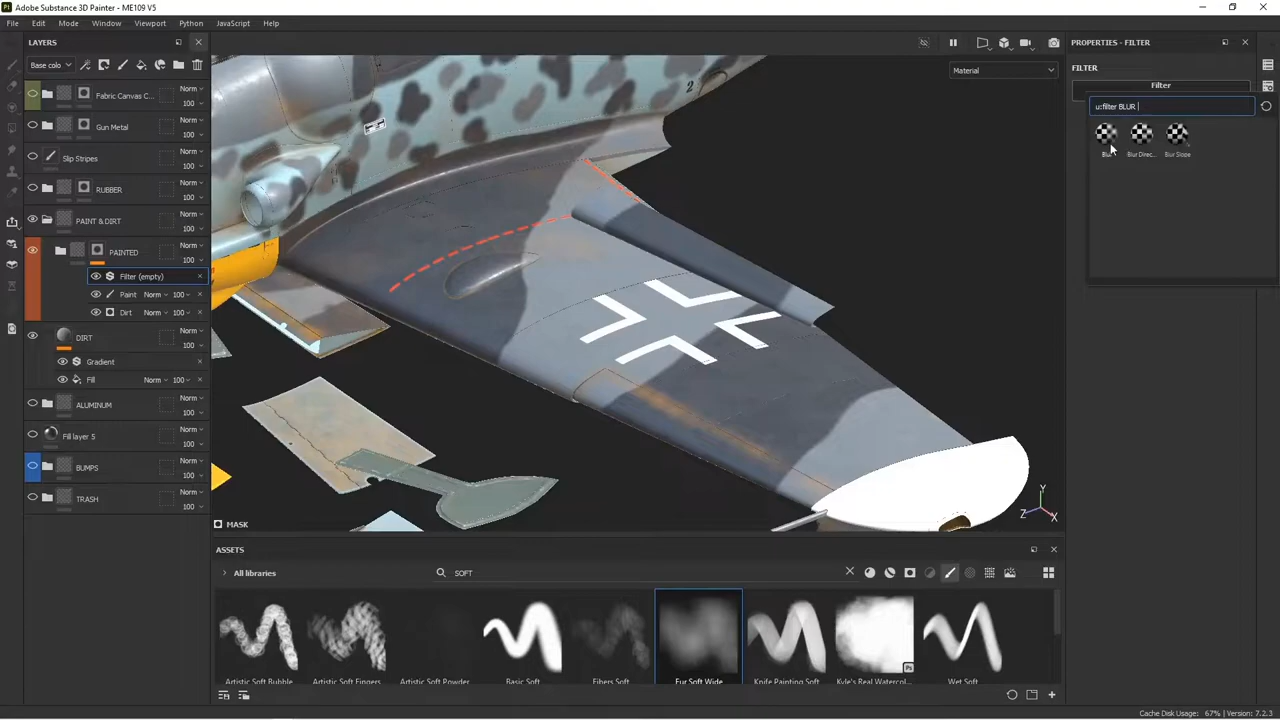 Adobe Substance 3D Painter - ME109 V5
File Edit Mode Window Viewport Python JavaScript Help
LAYERS
Base colo
Fabric Canvas C...
Norm
100
Gun Metal
Norm
100
Slip Stripes
Norm
100
RUBBER
Norm
100
PAINT & DIRT
Norm
100
PAINTED
Norm
100
Filter (empty)
Paint Norm 100
Dirt Norm 100
DIRT
Norm
100
Gradient
Fill Norm 100
ALUMINUM
Norm
100
Fill layer 5
Norm
100
BUMPS
Norm
100
TRASH
Norm
100
Material
2
Y
Z X
MASK
PROPERTIES - FILTER
FILTER
Filter
u:filter BLUR
Blur Blur Direc... Blur Slope
ASSETS
All libraries
SOFT
Artistic Soft Bubble Artistic Soft Fingers Artistic Soft Powder Basic Soft Fibers Soft Fur Soft Wide Knife Painting Soft Kyle's Real Watercol... Wet Soft
Cache Disk Usage: 67% | Version: 7.2.3